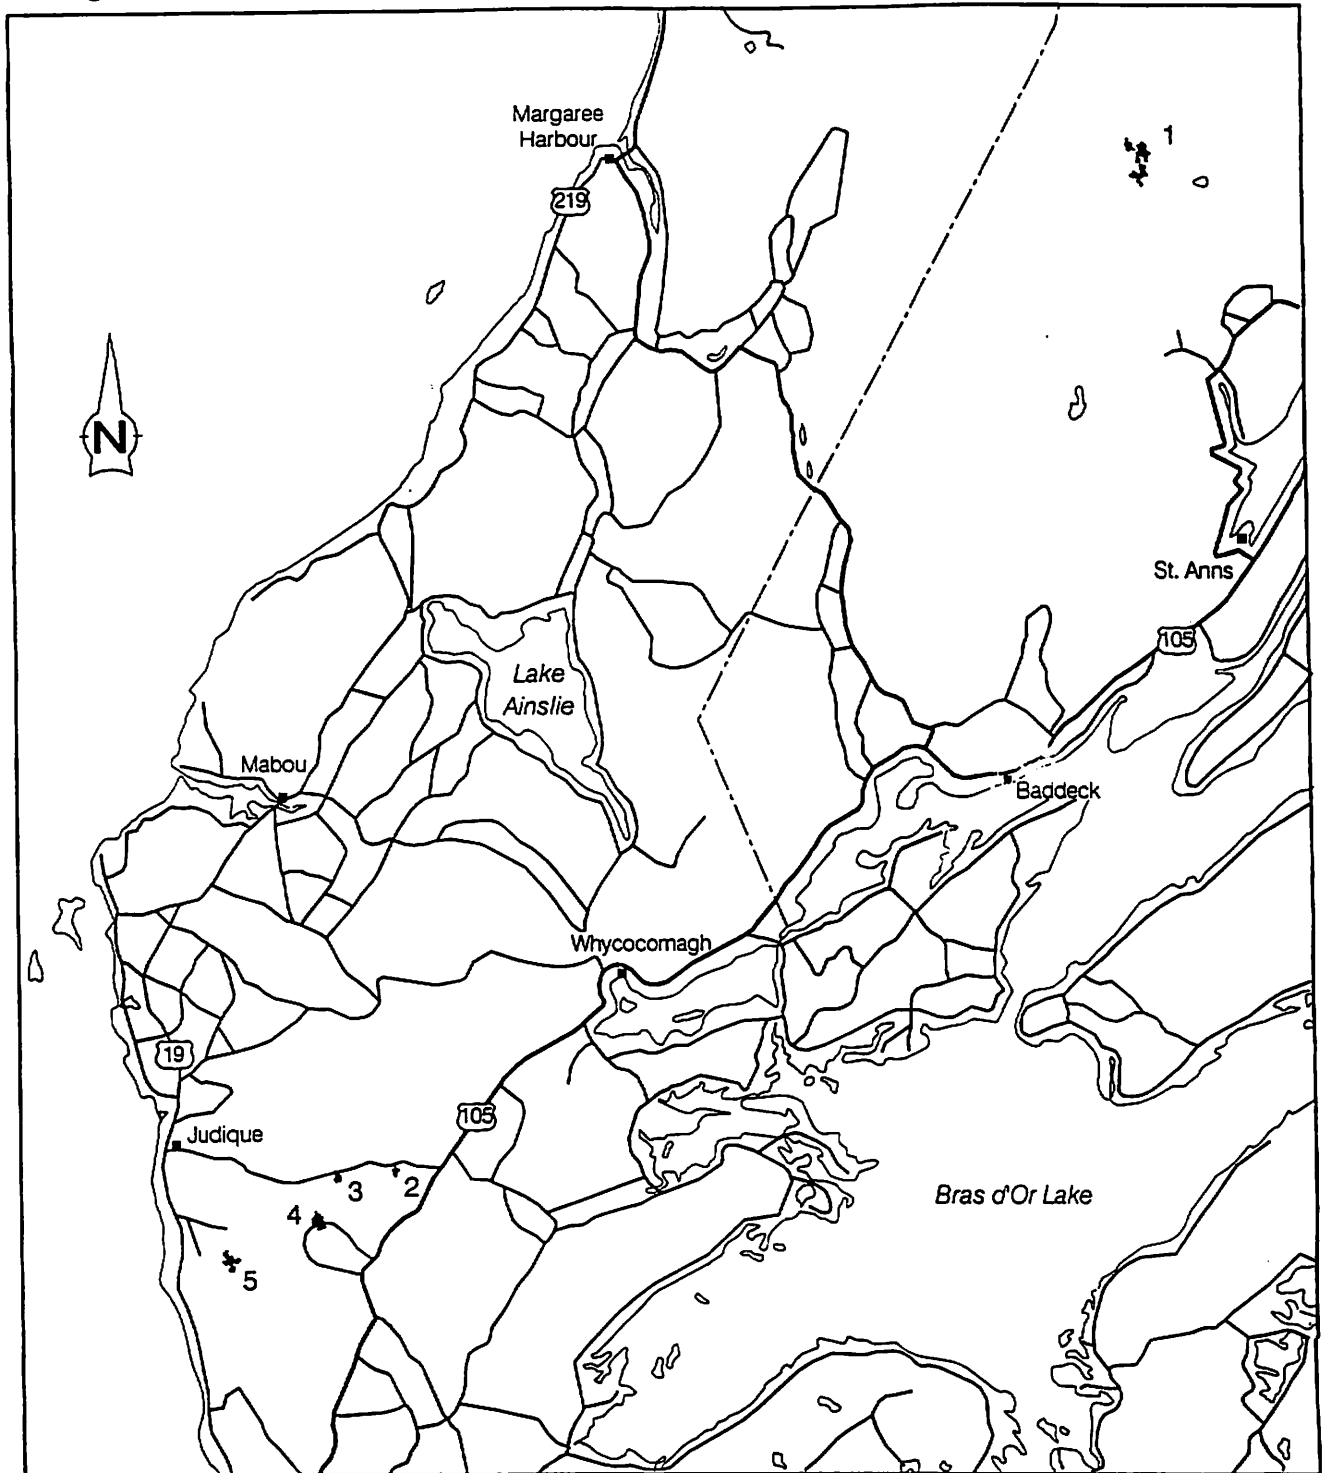 Margaree
Harbour
1
219
N
St. Anns
105
Lake
Ainslie
Mabou
Baddeck
Whycocomagh
19
105
Judique
3
2
4
5
Bras d'Or Lake